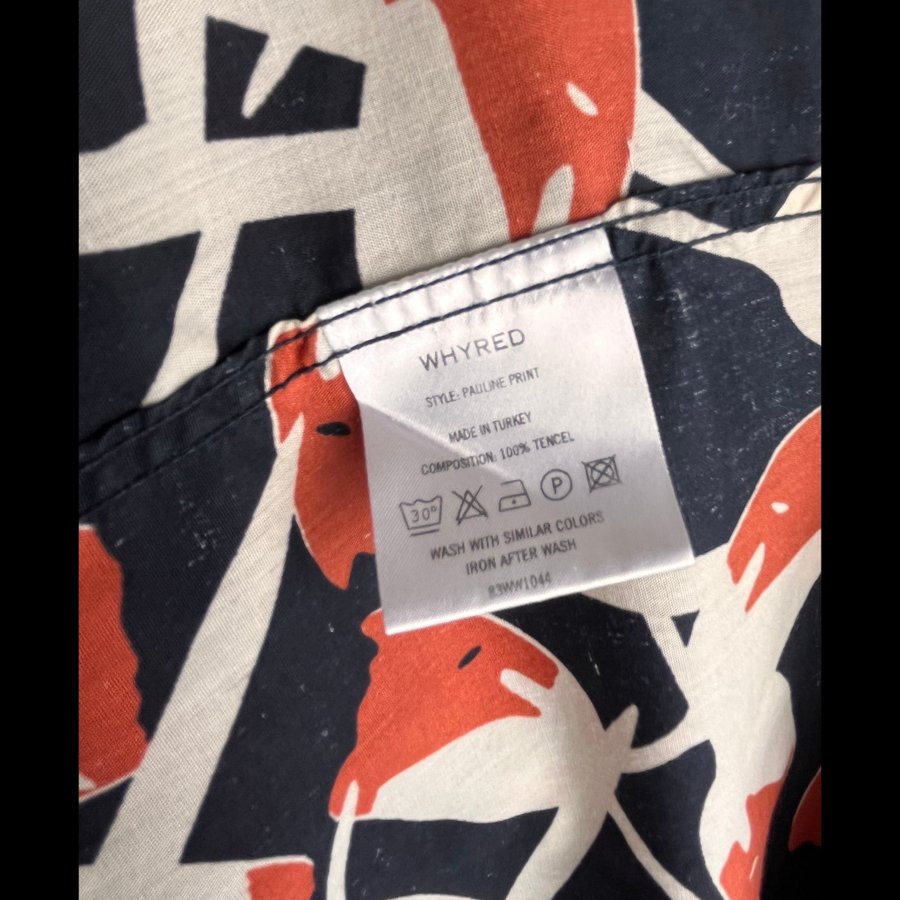 WHYRED
STYLE: PAULINE PRINT
MADE IN TURKEY
COMPOSITION: 100% TENCEL
30° P
WASH WITH SIMILAR COLORS
IRON AFTER WASH
83WW1044